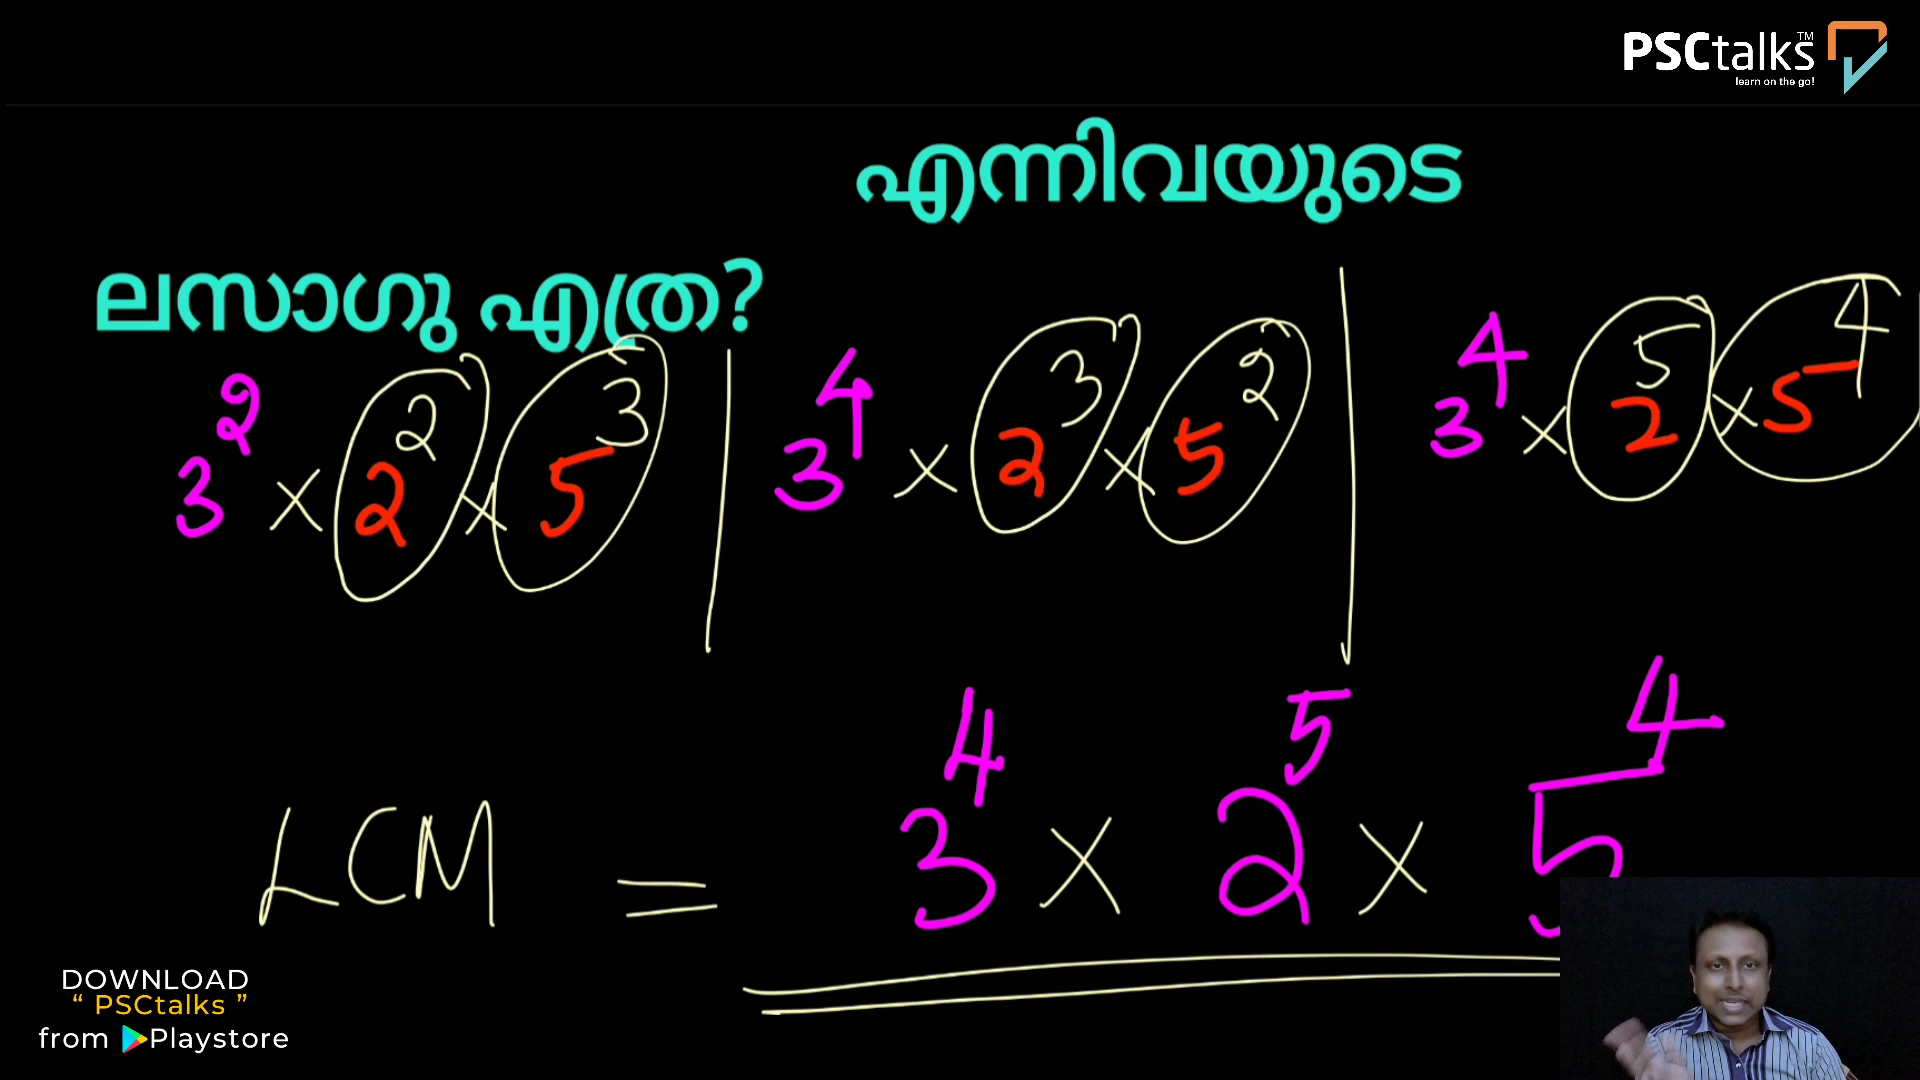 PSCtalks™
learn on the go!
എന്നിവയുടെ
ലസാഗു എത്ര?
3² × 2² × 5³ | 3⁴ × 2³ × 5² | 3⁴ × 2⁵ × 5⁴
LCM = 3⁴ × 2⁵ × 5⁴
DOWNLOAD
“ PSCtalks ”
from Playstore